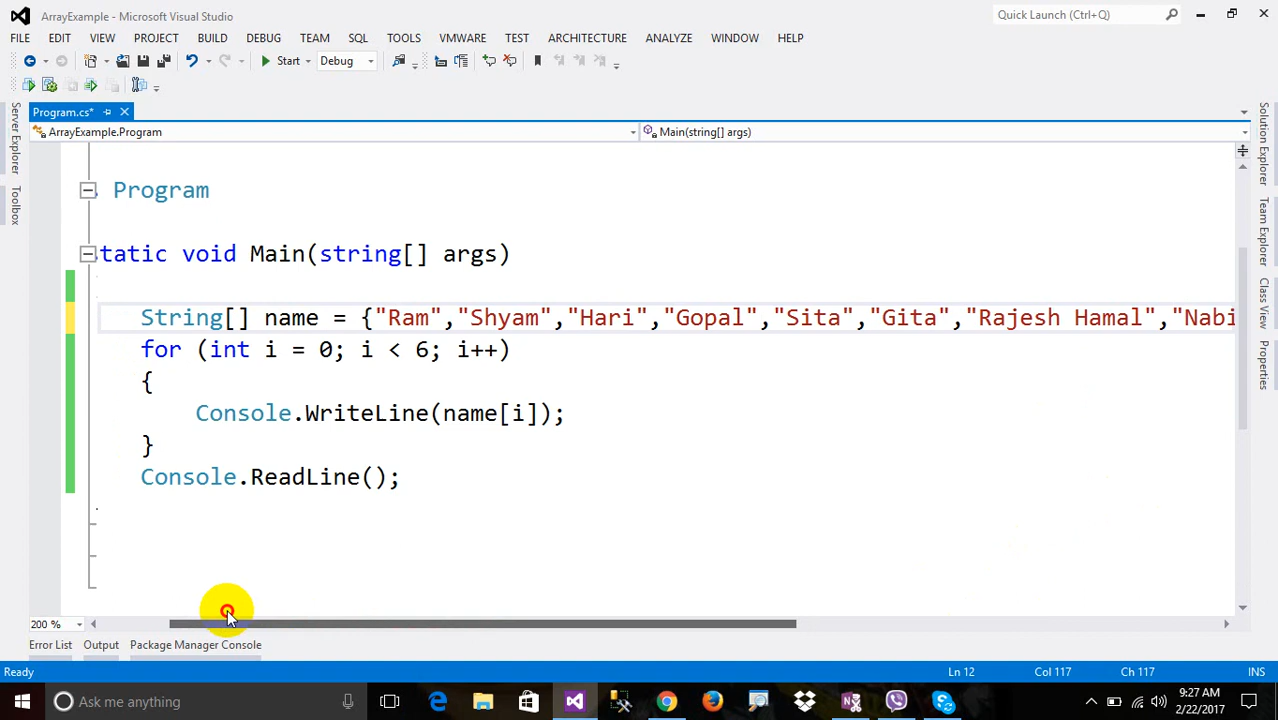 ArrayExample - Microsoft Visual Studio
Quick Launch (Ctrl+Q)
FILE EDIT VIEW PROJECT BUILD DEBUG TEAM SQL TOOLS VMWARE TEST ARCHITECTURE ANALYZE WINDOW HELP
Start Debug
Program.cs*
ArrayExample.Program Main(string[] args)
Server Explorer
Toolbox
Program
tatic void Main(string[] args)
String[] name = {"Ram","Shyam","Hari","Gopal","Sita","Gita","Rajesh Hamal","Nabi
for (int i = 0; i < 6; i++)
{
Console.WriteLine(name[i]);
}
Console.ReadLine();
Solution Explorer
Team Explorer
Class View
Properties
200 %
Error List Output Package Manager Console
Ready Ln 12 Col 117 Ch 117 INS
Ask me anything
9:27 AM
2/22/2017